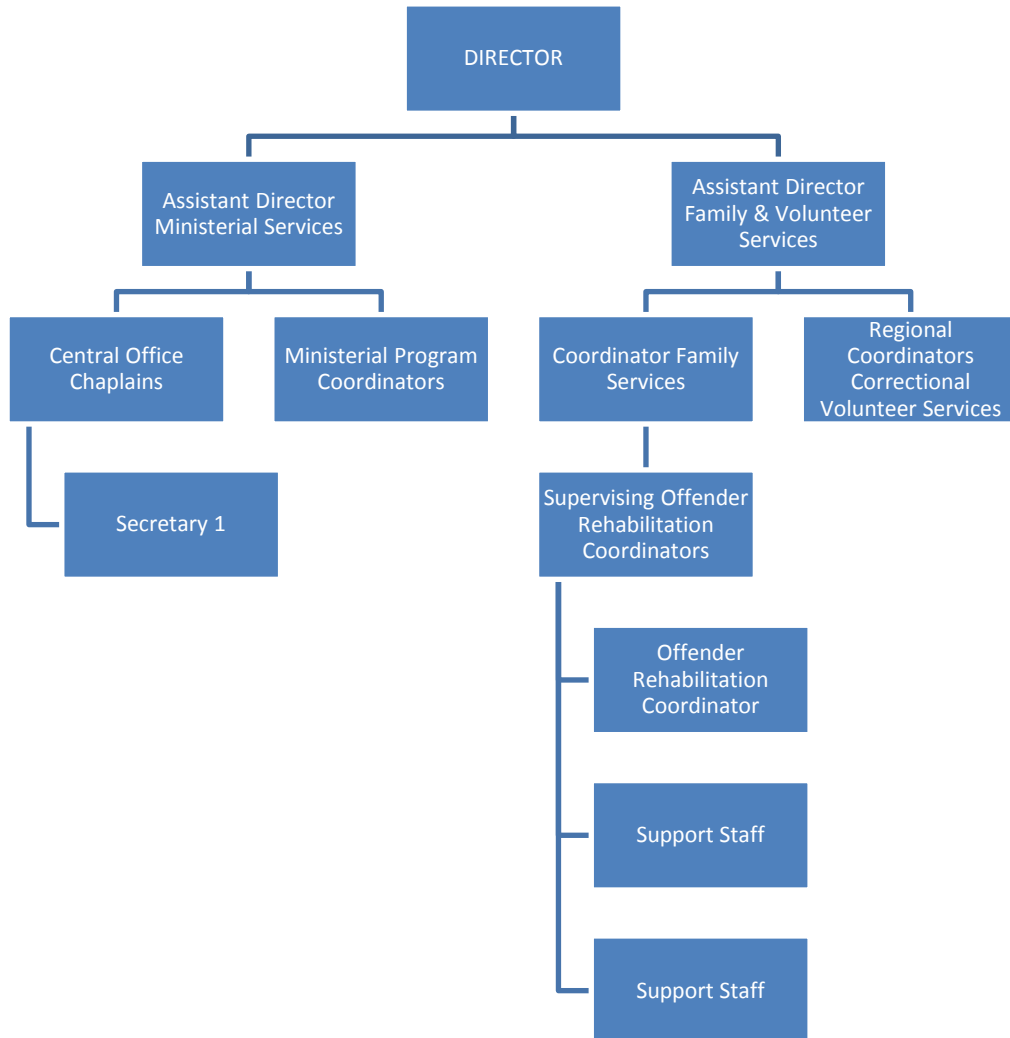 DIRECTOR
Assistant Director
Ministerial Services
Assistant Director
Family & Volunteer
Services
Central Office
Chaplains
Ministerial Program
Coordinators
Coordinator Family
Services
Regional
Coordinators
Correctional
Volunteer Services
Secretary 1
Supervising Offender
Rehabilitation
Coordinators
Offender
Rehabilitation
Coordinator
Support Staff
Support Staff